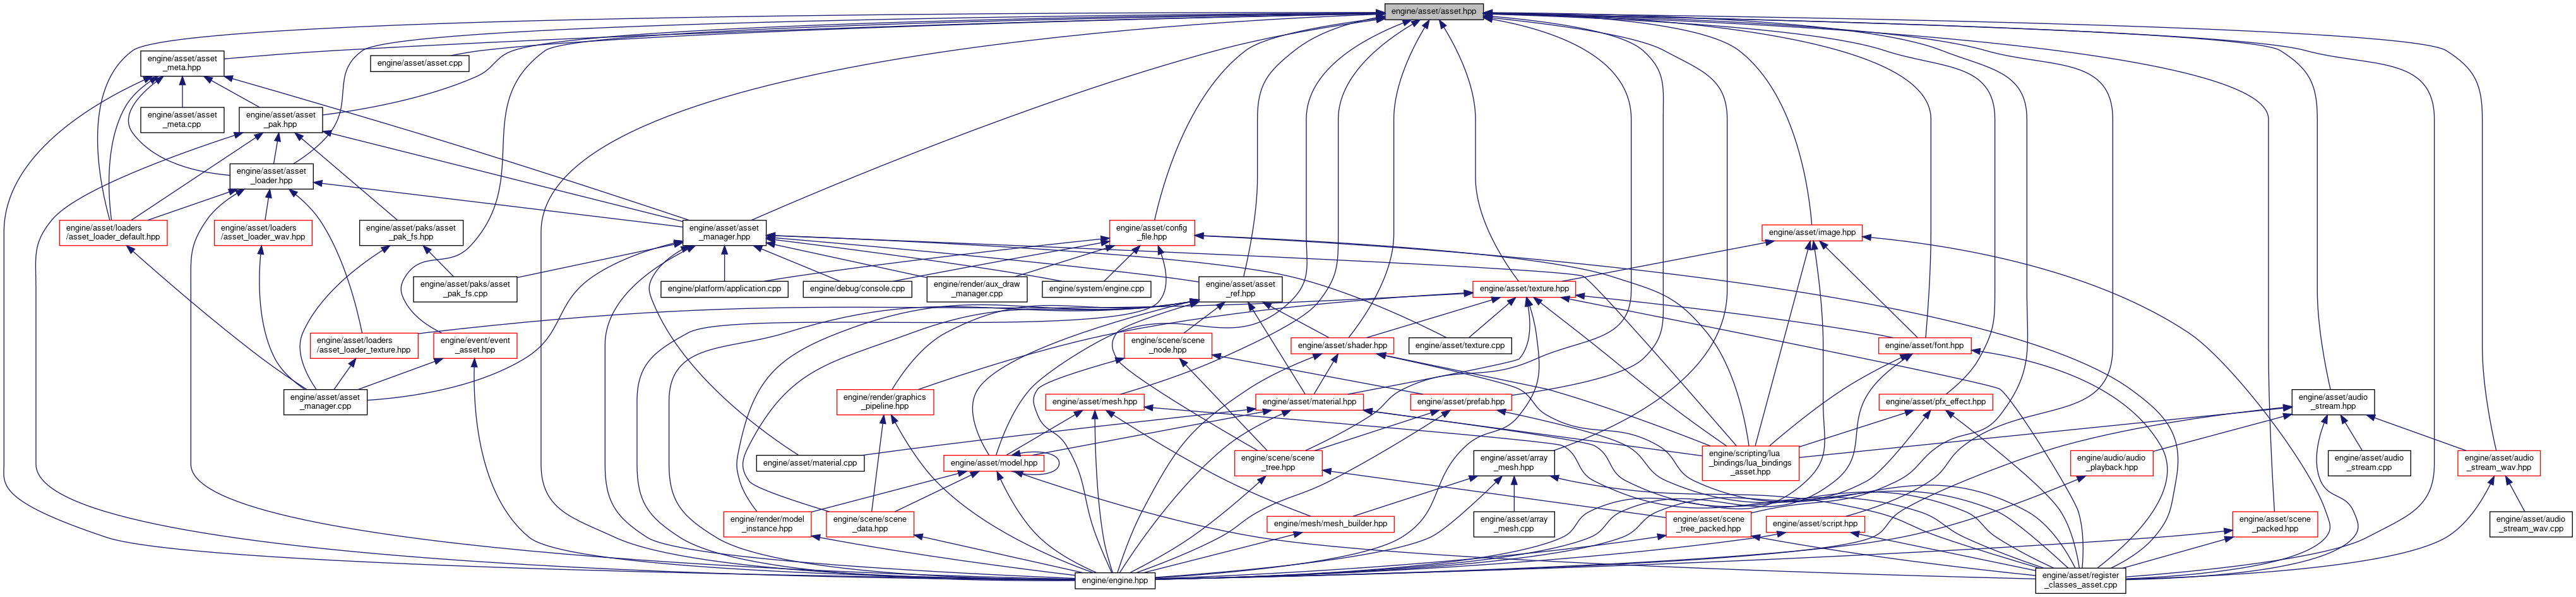 engine/asset/asset.hpp
engine/asset/asset
_meta.hpp
engine/asset/asset.cpp
engine/asset/asset
_meta.cpp
engine/asset/asset
_pak.hpp
engine/asset/asset
_loader.hpp
engine/asset/loaders
/asset_loader_default.hpp
engine/asset/loaders
/asset_loader_wav.hpp
engine/asset/paks/asset
_pak_fs.hpp
engine/asset/asset
_manager.hpp
engine/asset/config
_file.hpp
engine/asset/image.hpp
engine/asset/paks/asset
_pak_fs.cpp
engine/platform/application.cpp
engine/debug/console.cpp
engine/render/aux_draw
_manager.cpp
engine/system/engine.cpp
engine/asset/asset
_ref.hpp
engine/asset/texture.hpp
engine/asset/loaders
/asset_loader_texture.hpp
engine/event/event
_asset.hpp
engine/scene/scene
_node.hpp
engine/asset/shader.hpp
engine/asset/texture.cpp
engine/asset/font.hpp
engine/asset/asset
_manager.cpp
engine/render/graphics
_pipeline.hpp
engine/asset/mesh.hpp
engine/asset/material.hpp
engine/asset/prefab.hpp
engine/asset/pfx_effect.hpp
engine/asset/audio
_stream.hpp
engine/asset/material.cpp
engine/asset/model.hpp
engine/scene/scene
_tree.hpp
engine/asset/array
_mesh.hpp
engine/scripting/lua
_bindings/lua_bindings
_asset.hpp
engine/audio/audio
_playback.hpp
engine/asset/audio
_stream.cpp
engine/asset/audio
_stream_wav.hpp
engine/render/model
_instance.hpp
engine/scene/scene
_data.hpp
engine/mesh/mesh_builder.hpp
engine/asset/array
_mesh.cpp
engine/asset/scene
_tree_packed.hpp
engine/asset/script.hpp
engine/asset/scene
_packed.hpp
engine/asset/audio
_stream_wav.cpp
engine/engine.hpp
engine/asset/register
_classes_asset.cpp